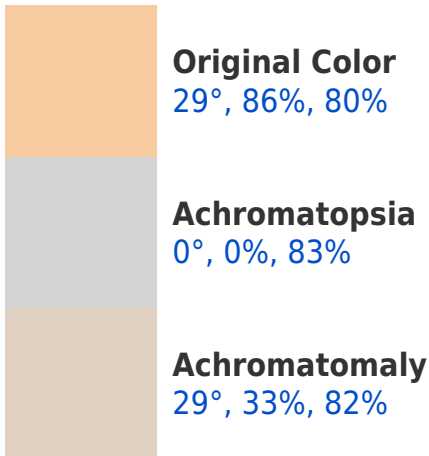 Original Color
29°, 86%, 80%
Achromatopsia
0°, 0%, 83%
Achromatomaly
29°, 33%, 82%